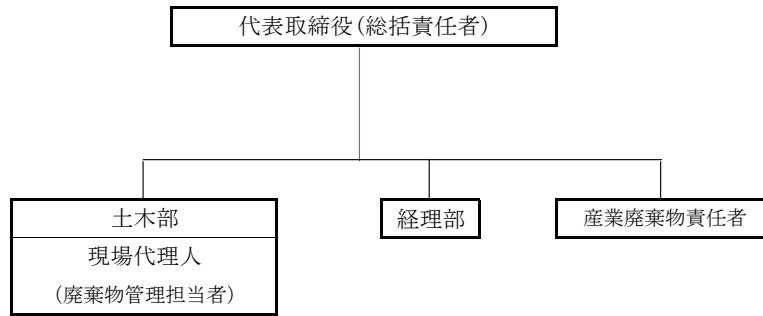 代表取締役(総括責任者)
土木部
現場代理人
(廃棄物管理担当者)
経理部
産業廃棄物責任者